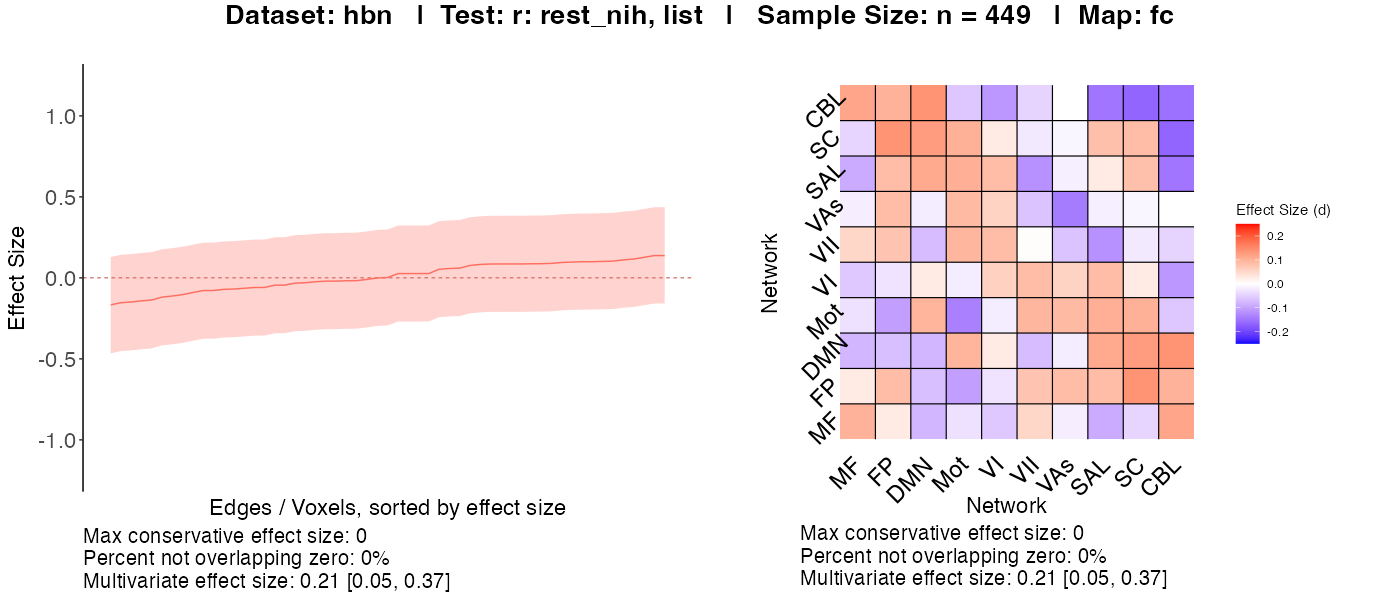 Dataset: hbn | Test: r: rest_nih, list | Sample Size: n = 449 | Map: fc
Effect Size
1.0
0.5
0.0
-0.5
-1.0
Edges / Voxels, sorted by effect size
Max conservative effect size: 0
Percent not overlapping zero: 0%
Multivariate effect size: 0.21 [0.05, 0.37]
Network
CBL
SC
SAL
VAs
VII
VI
Mot
DMN
FP
MF
MF
FP
DMN
Mot
VI
VII
VAs
SAL
SC
CBL
Network
Max conservative effect size: 0
Percent not overlapping zero: 0%
Multivariate effect size: 0.21 [0.05, 0.37]
Effect Size (d)
0.2
0.1
0.0
-0.1
-0.2